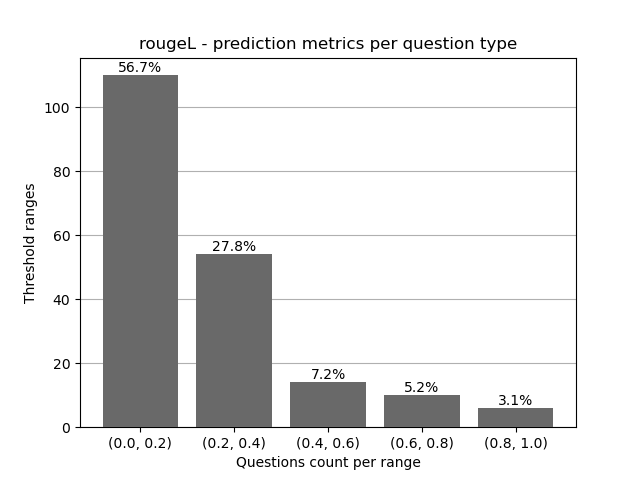 rougeL - prediction metrics per question type
56.7%
27.8%
7.2%
5.2%
3.1%
100
80
60
40
20
0
Threshold ranges
(0.0, 0.2) (0.2, 0.4) (0.4, 0.6) (0.6, 0.8) (0.8, 1.0)
Questions count per range